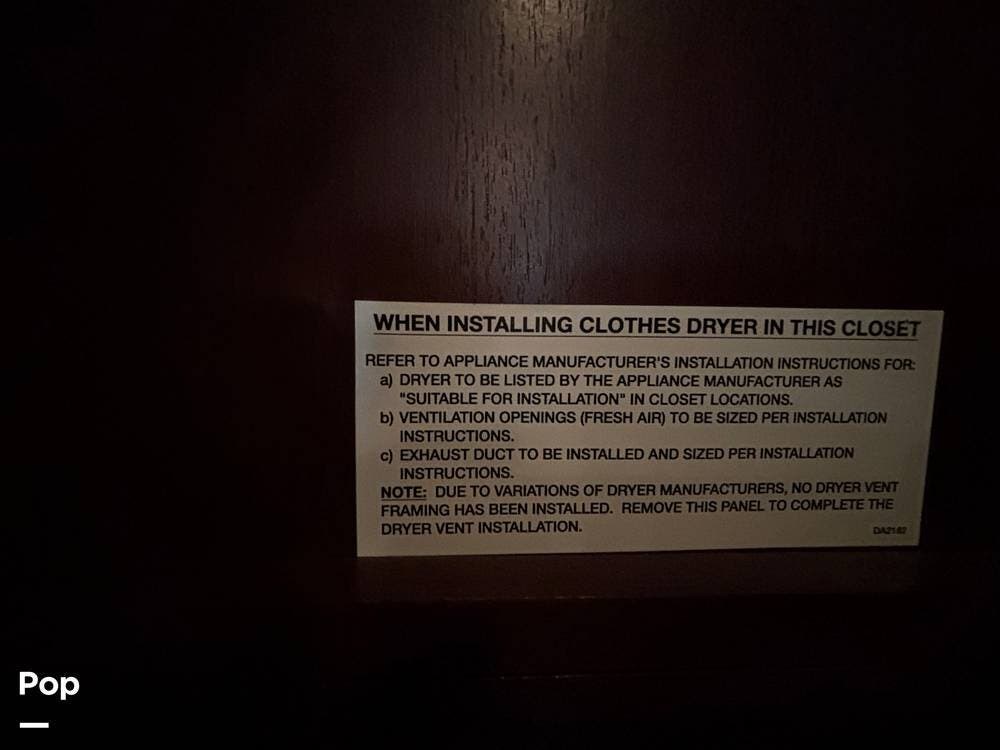 WHEN INSTALLING CLOTHES DRYER IN THIS CLOSET
REFER TO APPLIANCE MANUFACTURER'S INSTALLATION INSTRUCTIONS FOR:
a) DRYER TO BE LISTED BY THE APPLIANCE MANUFACTURER AS
"SUITABLE FOR INSTALLATION" IN CLOSET LOCATIONS.
b) VENTILATION OPENINGS (FRESH AIR) TO BE SIZED PER INSTALLATION
INSTRUCTIONS.
c) EXHAUST DUCT TO BE INSTALLED AND SIZED PER INSTALLATION
INSTRUCTIONS.
NOTE: DUE TO VARIATIONS OF DRYER MANUFACTURERS, NO DRYER VENT
FRAMING HAS BEEN INSTALLED. REMOVE THIS PANEL TO COMPLETE THE
DRYER VENT INSTALLATION.
Pop